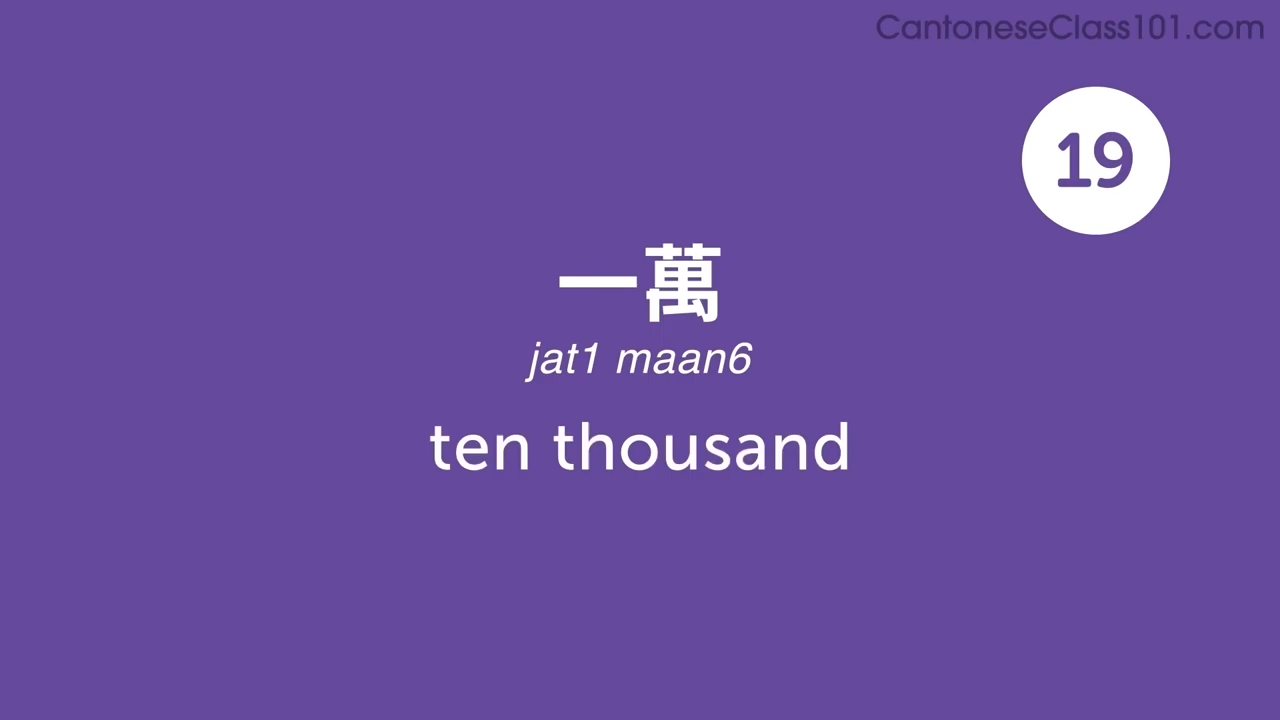 CantoneseClass101.com
19
一萬
jat1 maan6
ten thousand